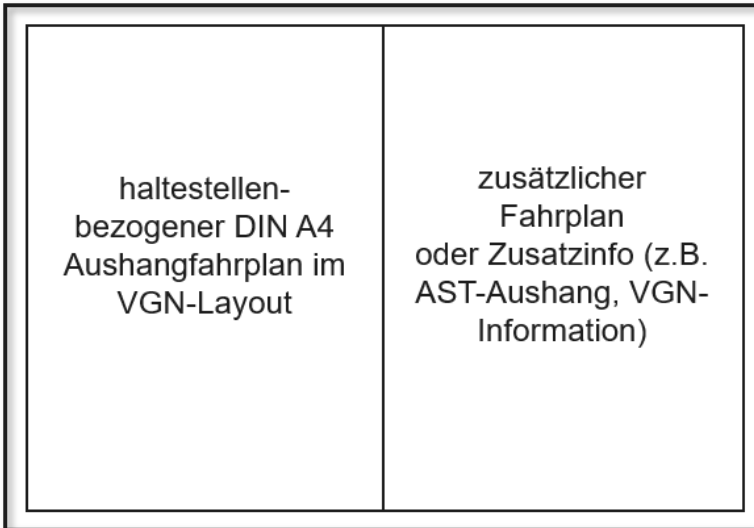 haltestellen-
bezogener DIN A4
Aushangfahrplan im
VGN-Layout
zusätzlicher
Fahrplan
oder Zusatzinfo (z.B.
AST-Aushang, VGN-
Information)